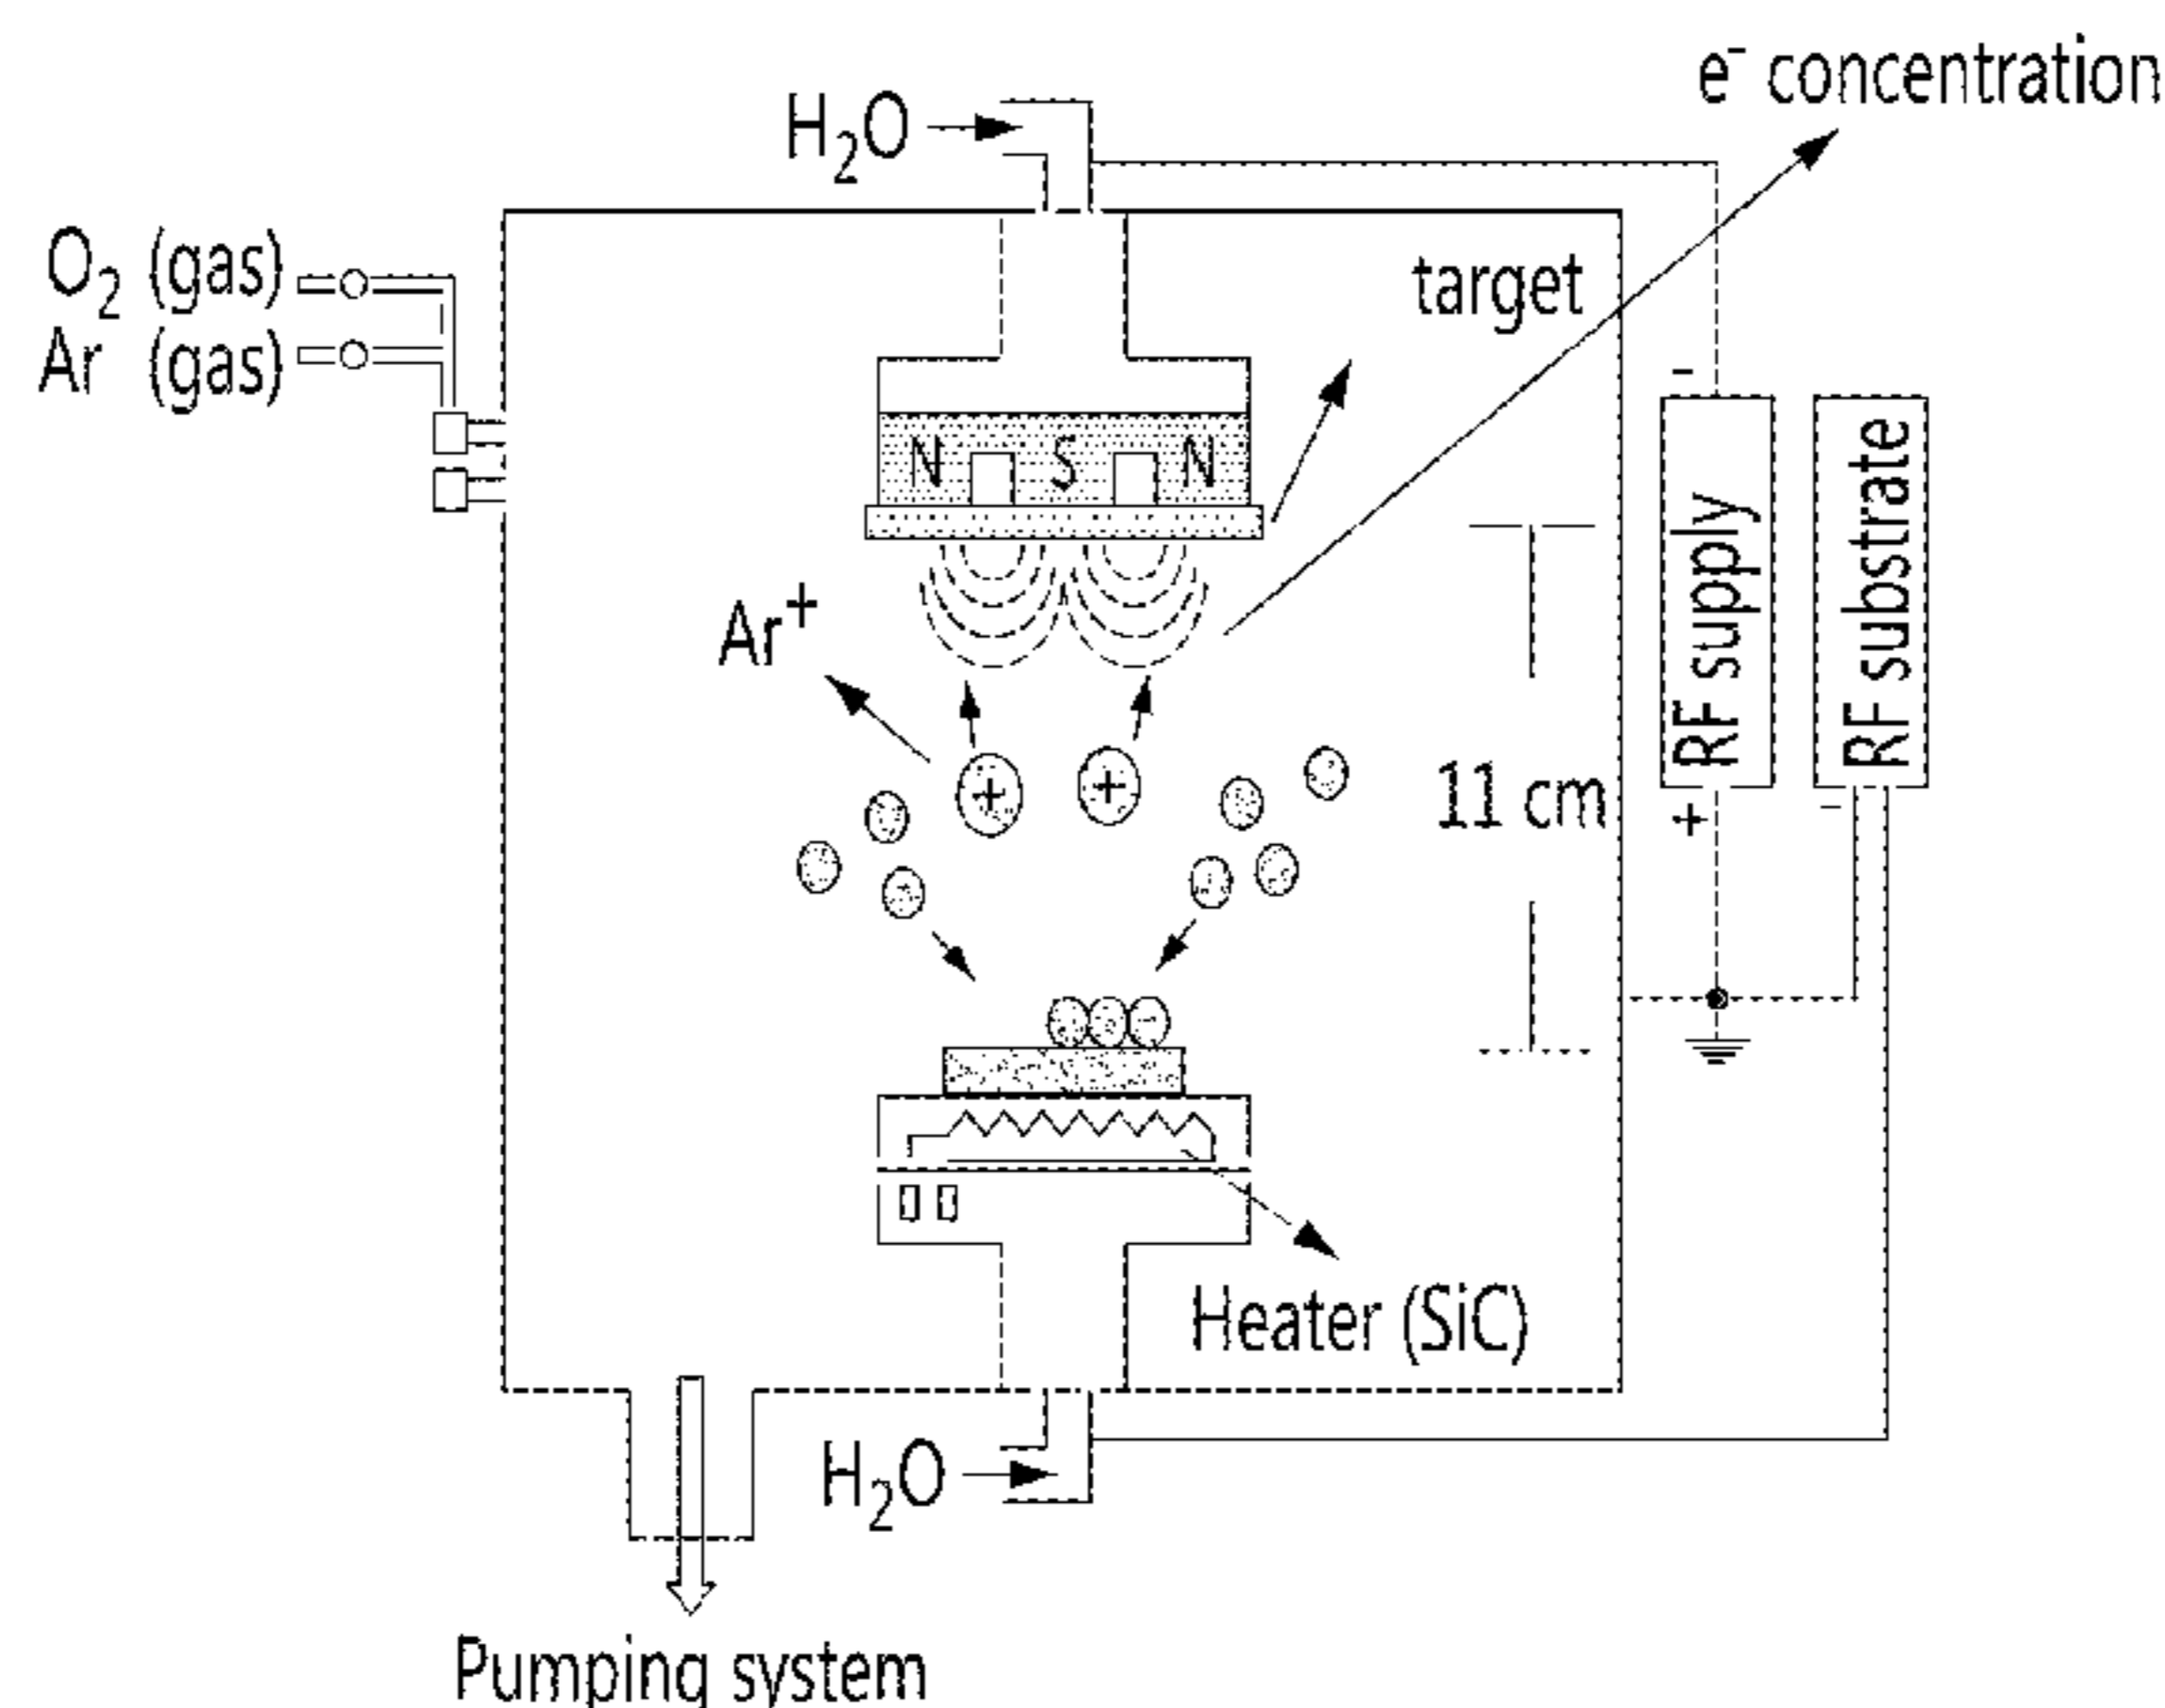 e⁻ concentration
H₂O
O₂ (gas)
Ar (gas)
target
N S N
Ar⁺
-
RF supply
RF substrate
+ +
11 cm
+
-
Heater (SiC)
H₂O
Pumping system